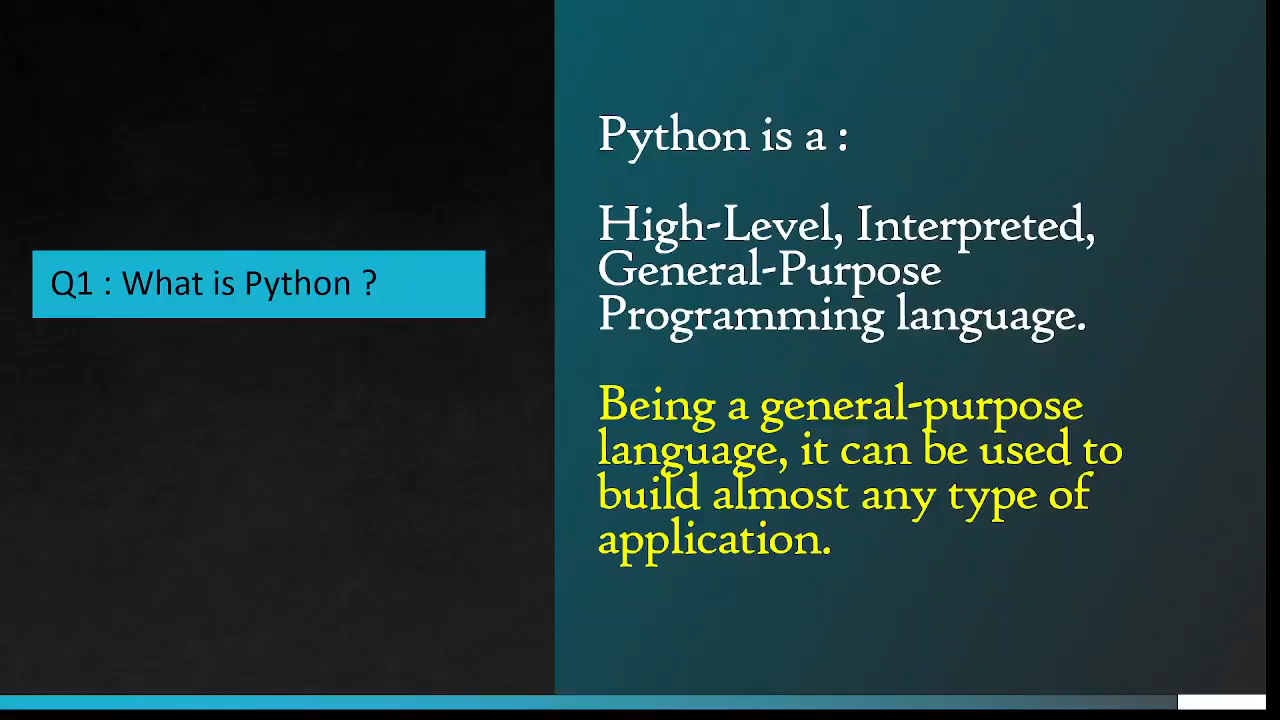 Q1 : What is Python ?
Python is a :
High-Level, Interpreted,
General-Purpose
Programming language.
Being a general-purpose
language, it can be used to
build almost any type of
application.